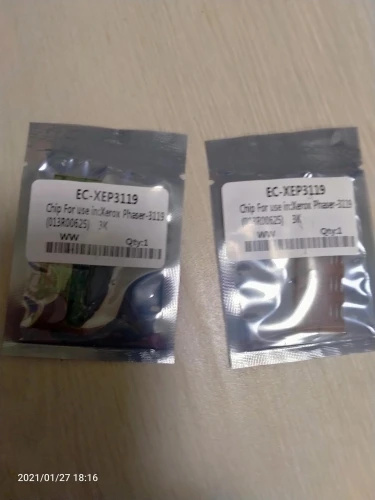 EC-XEP3119
Chip For use in:Xerox Phaser-3119
(013R00625) 3K
WW Qty:1
EC-XEP3119
Chip For use in:Xerox Phaser-3119
(013R00625) 3K
WW Qty:1
2021/01/27 18:16